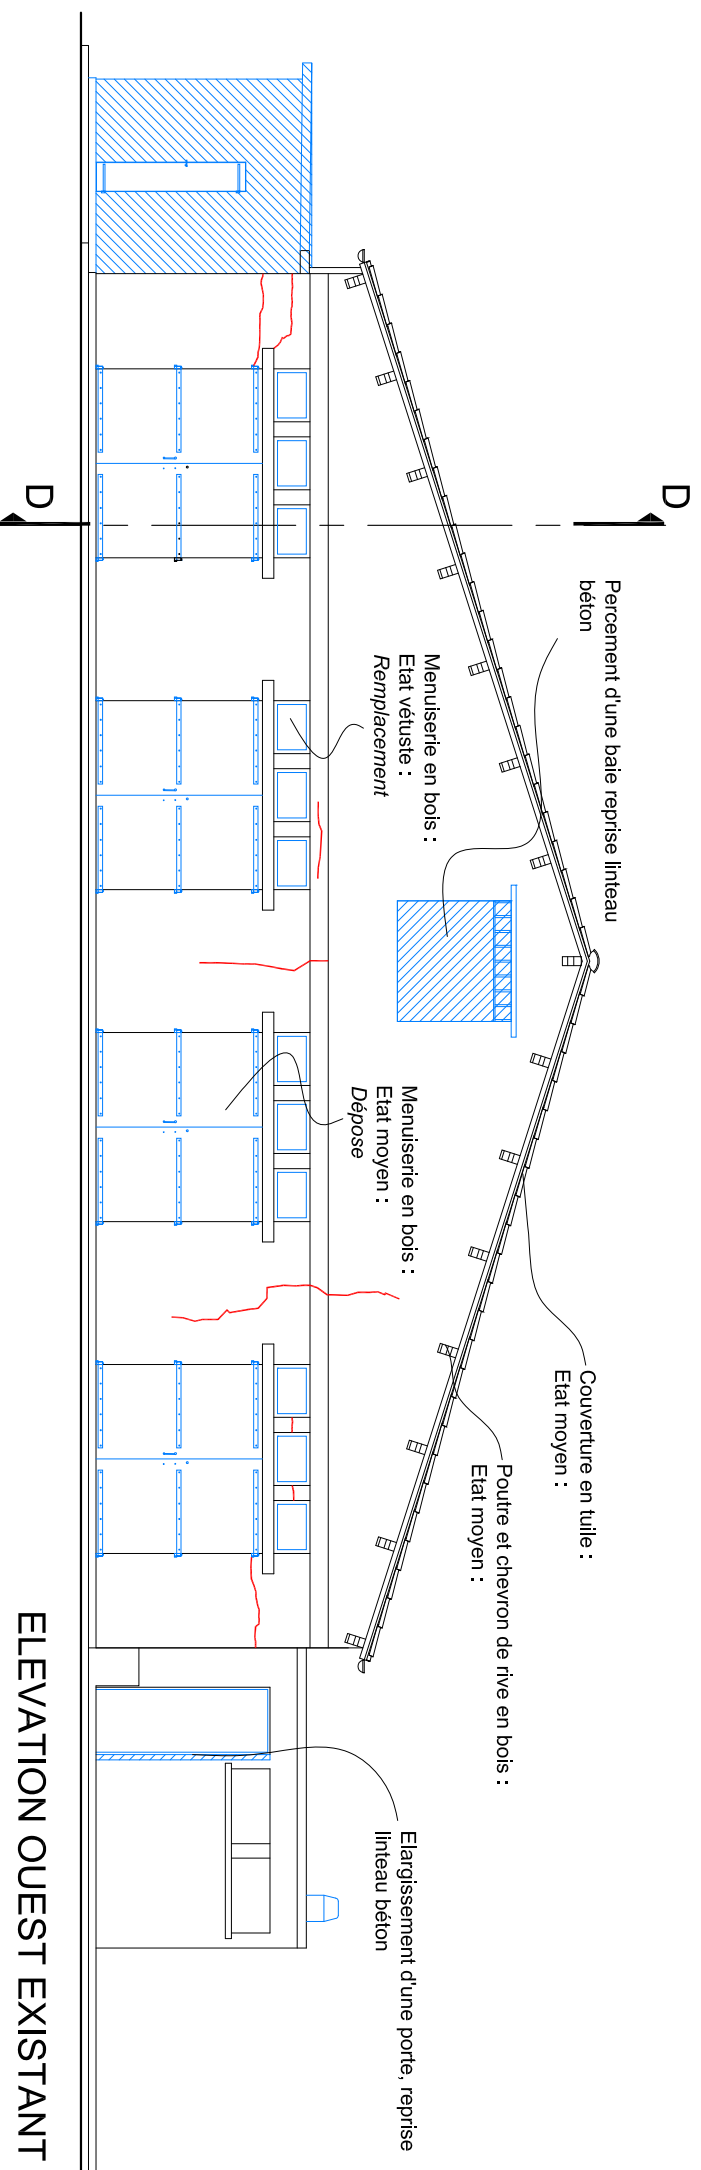 D
D
Percement d'une baie reprise linteau
béton
Menuiserie en bois :
Etat vétuste :
Remplacement
Menuiserie en bois :
Etat moyen :
Dépose
Couverture en tuile :
Etat moyen :
Poutre et chevron de rive en bois :
Etat moyen :
Elargissement d'une porte, reprise
linteau béton
ELEVATION OUEST EXISTANT